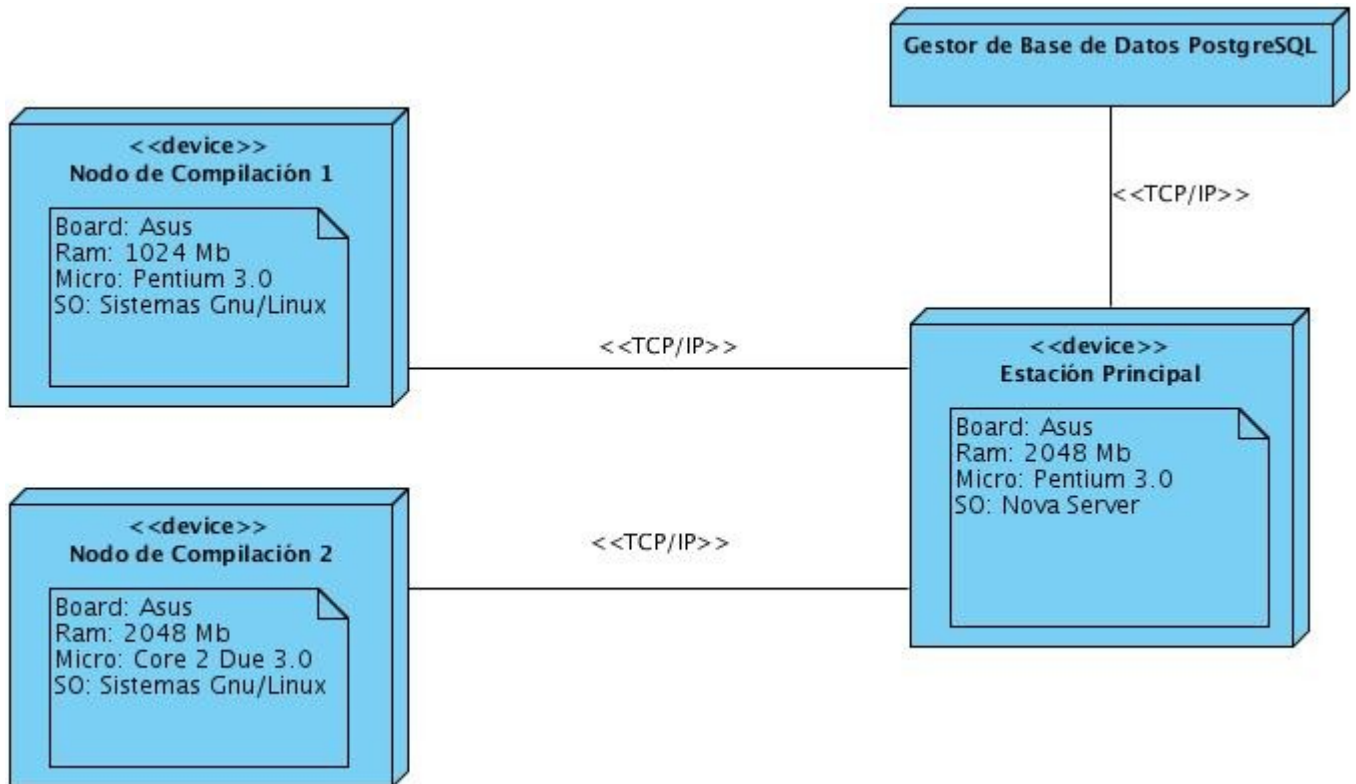 Gestor de Base de Datos PostgreSQL
<<TCP/IP>>
<<device>>
Nodo de Compilación 1
Board: Asus
Ram: 1024 Mb
Micro: Pentium 3.0
SO: Sistemas Gnu/Linux
<<TCP/IP>>
<<device>>
Estación Principal
Board: Asus
Ram: 2048 Mb
Micro: Pentium 3.0
SO: Nova Server
<<device>>
Nodo de Compilación 2
Board: Asus
Ram: 2048 Mb
Micro: Core 2 Due 3.0
SO: Sistemas Gnu/Linux
<<TCP/IP>>